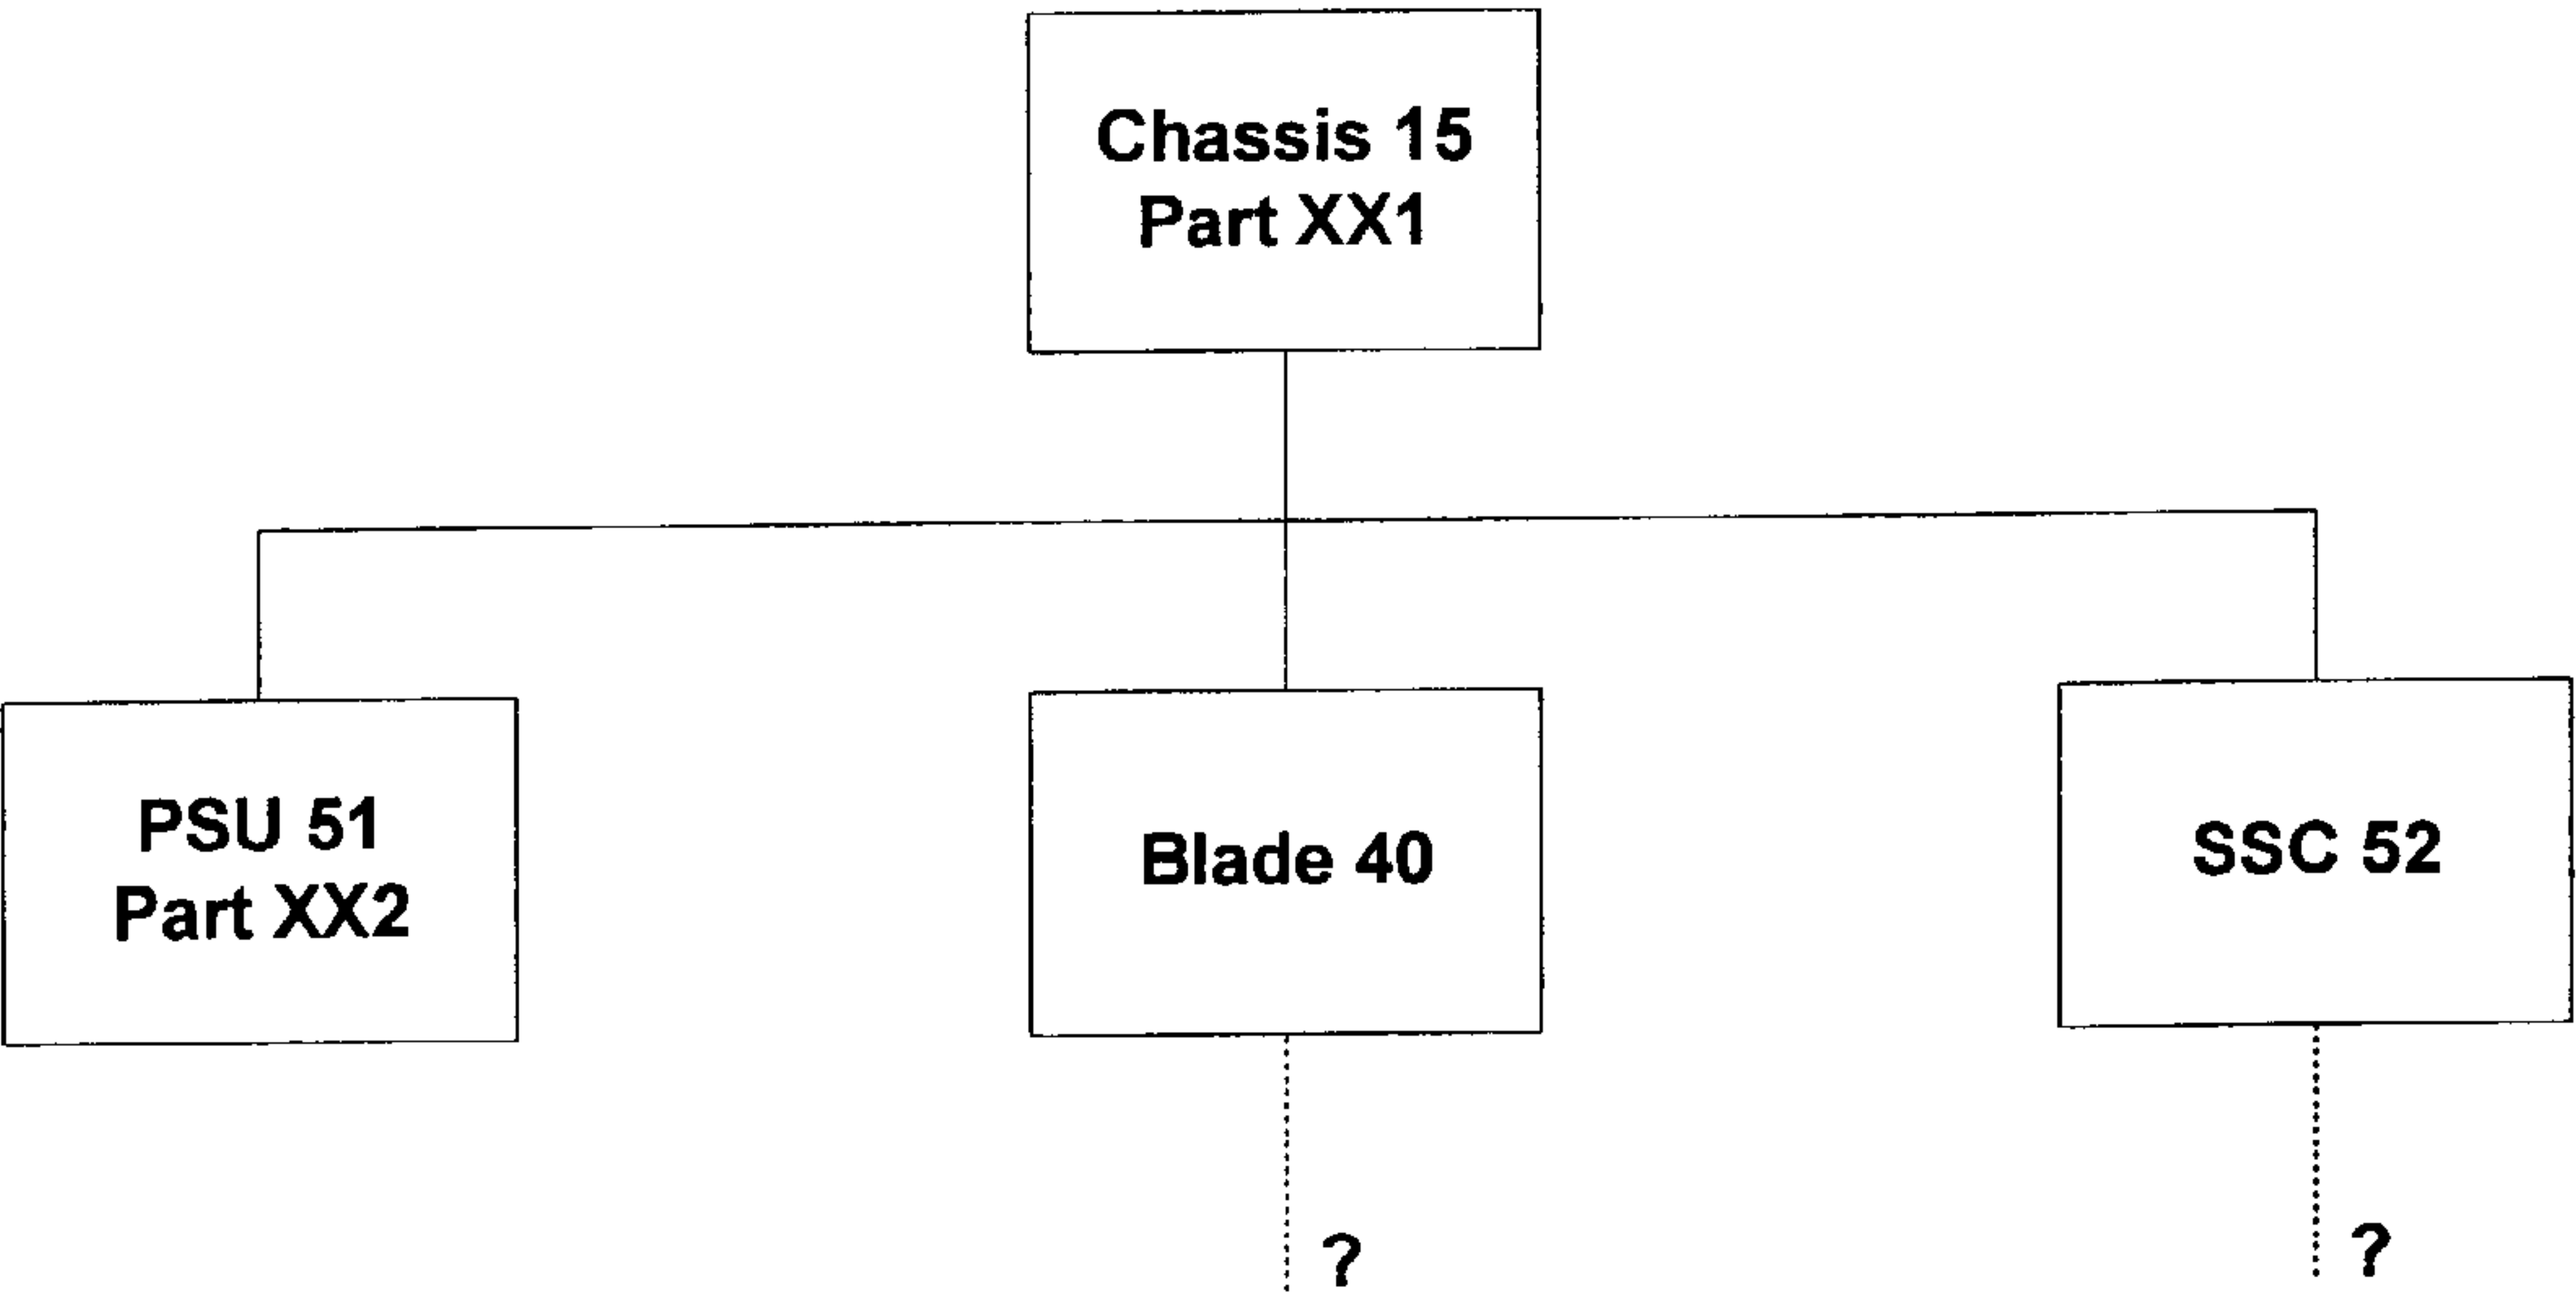 Chassis 15
Part XX1
PSU 51
Part XX2
Blade 40
SSC 52
?
?